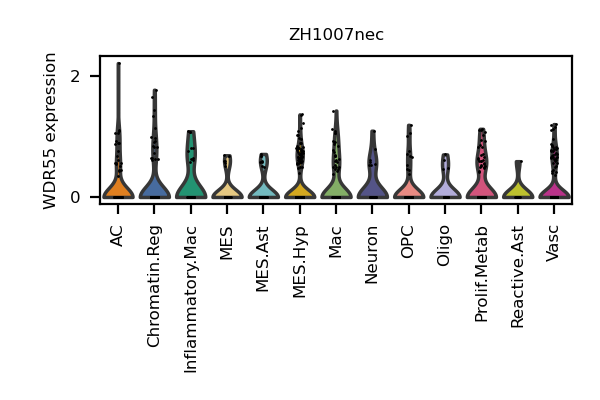 ZH1007nec
WDR55 expression
2
0
AC
Chromatin.Reg
Inflammatory.Mac
MES
MES.Ast
MES.Hyp
Mac
Neuron
OPC
Oligo
Prolif.Metab
Reactive.Ast
Vasc